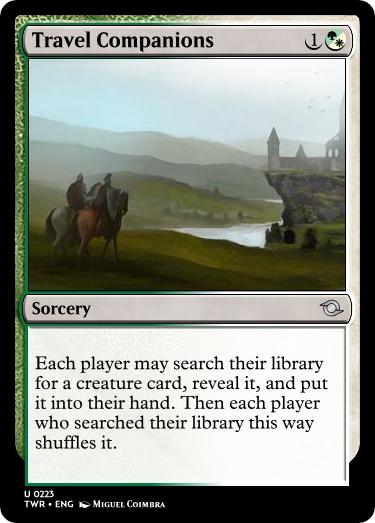 Travel Companions 1
Sorcery
Each player may search their library
for a creature card, reveal it, and put
it into their hand. Then each player
who searched their library this way
shuffles it.
U 0223
TWR • ENG Miguel Coimbra